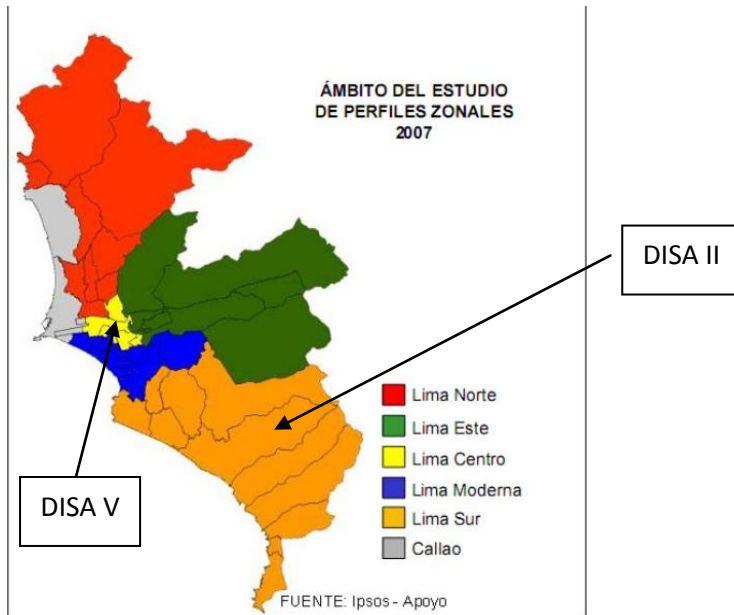 ÁMBITO DEL ESTUDIO
DE PERFILES ZONALES
2007
DISA II
DISA V
Lima Norte
Lima Este
Lima Centro
Lima Moderna
Lima Sur
Callao
FUENTE: Ipsos - Apoyo